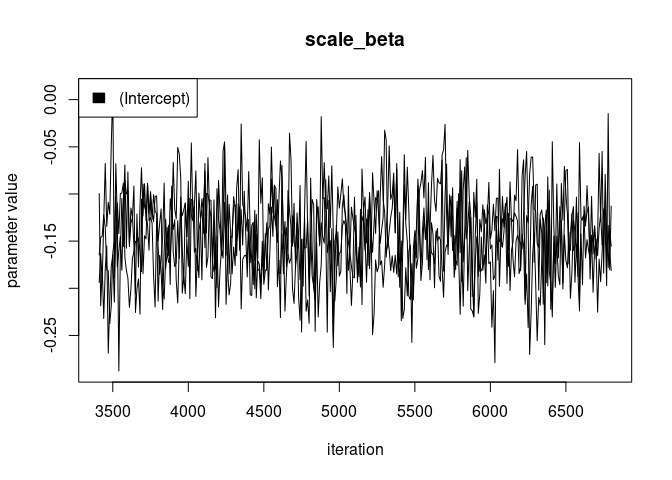 scale_beta
(Intercept)
parameter value
0.00
-0.05
-0.15
-0.25
3500 4000 4500 5000 5500 6000 6500
iteration